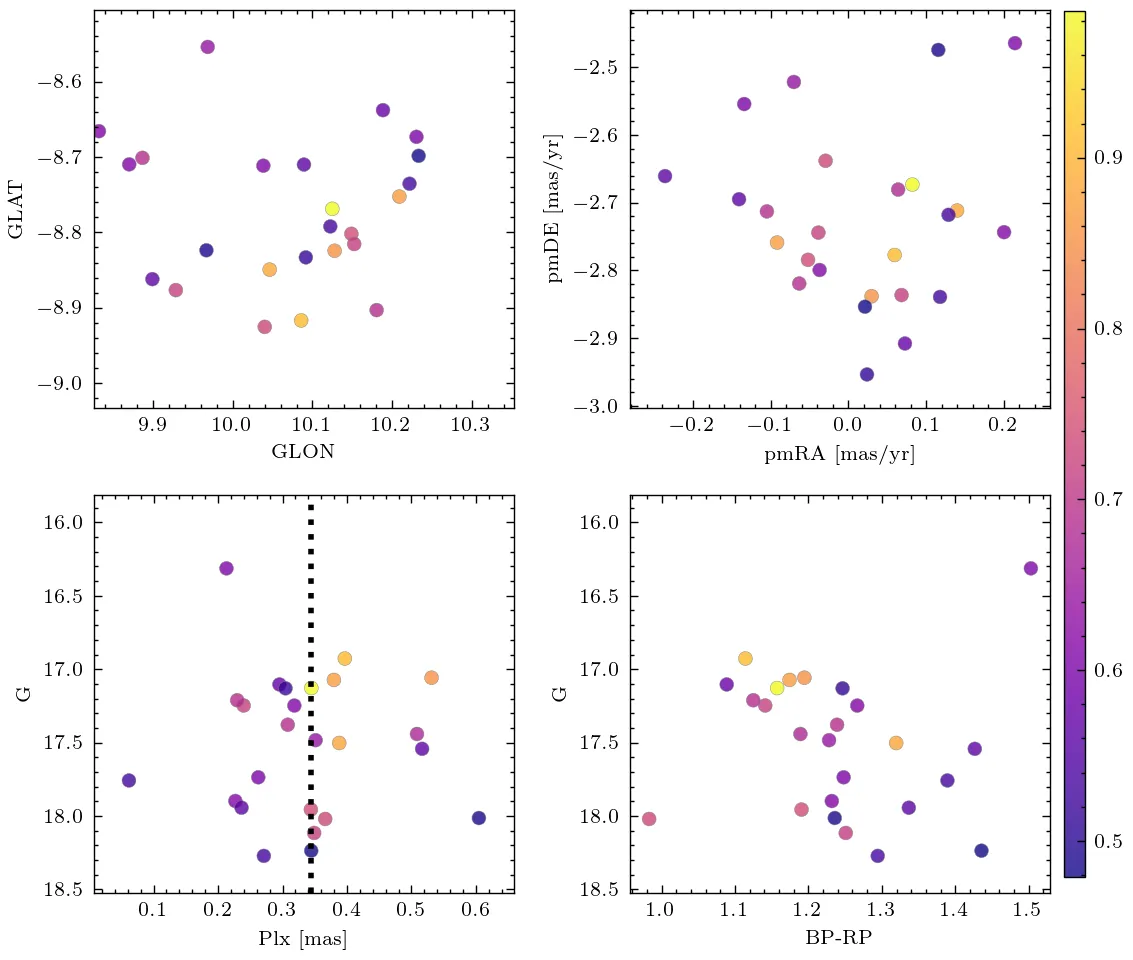 −8.6
−8.7
−8.8
−8.9
−9.0
GLAT
9.9 10.0 10.1 10.2 10.3
GLON
−2.5
−2.6
−2.7
−2.8
−2.9
−3.0
pmDE [mas/yr]
−0.2 −0.1 0.0 0.1 0.2
pmRA [mas/yr]
0.9
0.8
0.7
0.6
0.5
16.0
16.5
17.0
17.5
18.0
18.5
G
0.1 0.2 0.3 0.4 0.5 0.6
Plx [mas]
16.0
16.5
17.0
17.5
18.0
18.5
G
1.0 1.1 1.2 1.3 1.4 1.5
BP-RP